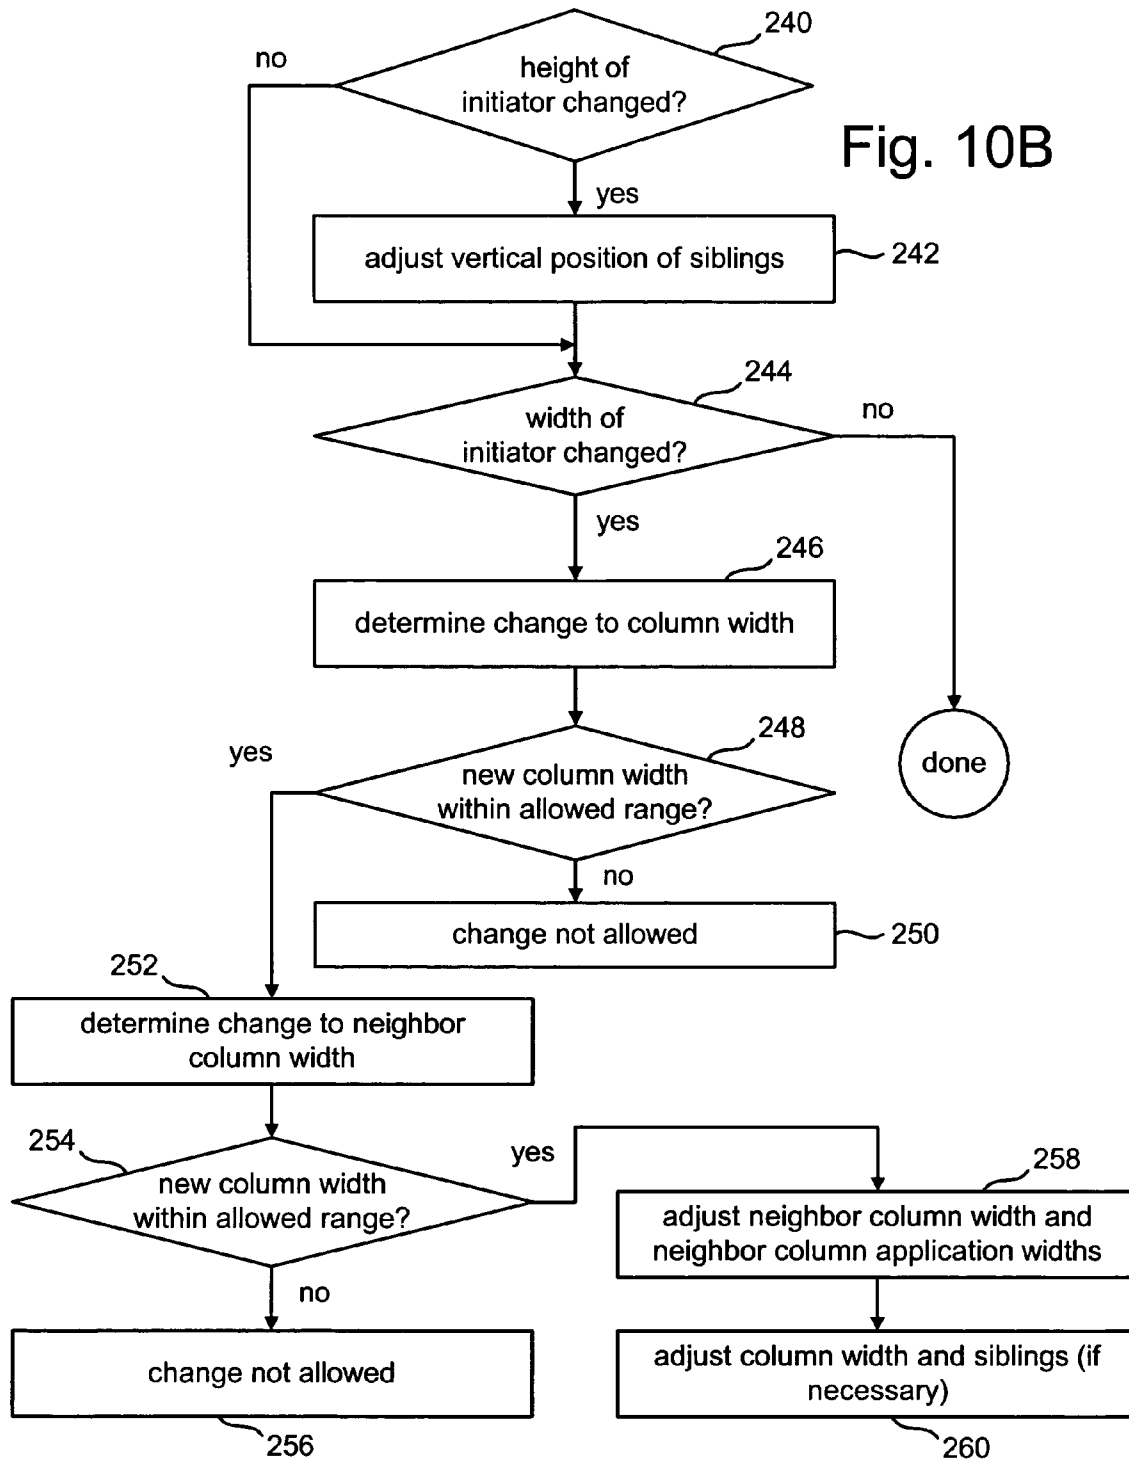 240
no
height of
initiator changed?
Fig. 10B
yes
adjust vertical position of siblings
242
244
width of
initiator changed?
no
yes
246
determine change to column width
248
yes
new column width
within allowed range?
done
no
change not allowed
250
252
determine change to neighbor
column width
254
new column width
within allowed range?
yes
258
adjust neighbor column width and
neighbor column application widths
no
change not allowed
256
adjust column width and siblings (if
necessary)
260